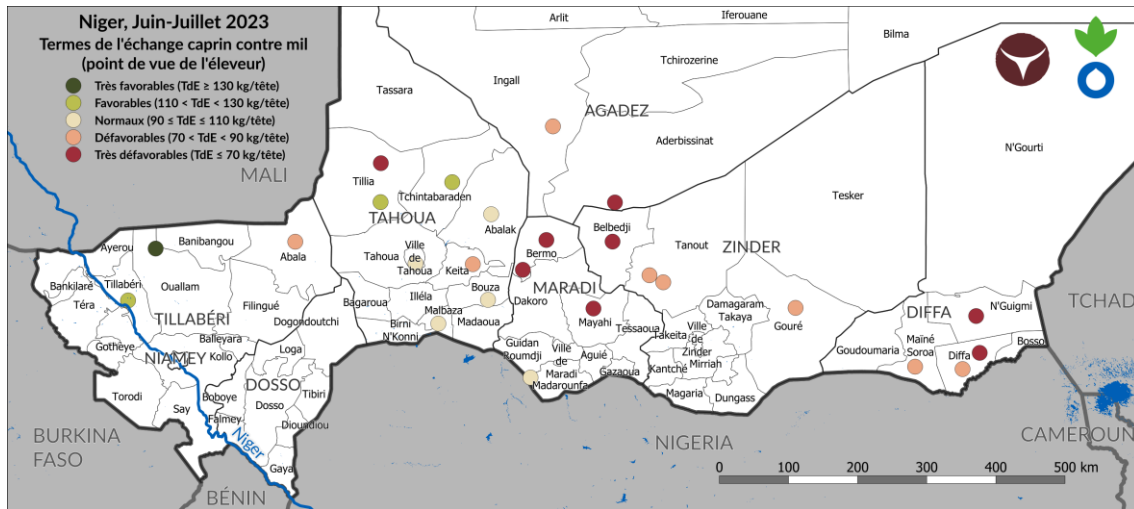 Niger, Juin-Juillet 2023
Termes de l'échange caprin contre mil
(point de vue de l'éleveur)
Très favorables (TdE ≥ 130 kg/tête)
Favorables (110 < TdE < 130 kg/tête)
Normaux (90 ≤ TdE ≤ 110 kg/tête)
Défavorables (70 < TdE < 90 kg/tête)
Très défavorables (TdE ≤ 70 kg/tête)
Arlit
Iferouane
Bilma
Tchirozerine
Ingall
Tassara
AGADEZ
Aderbissinat
N'Gourti
MALI
Tillia
Tchintabaraden
Tesker
TAHOUA
Abalak
Belbedji
Tanout
ZINDER
Ayerou
Banibangou
Abala
Tahoua
Ville
de
Tahoua
Keita
Bermo
Bankilaré
Tillabéri
Ouallam
Téra
Filingué
Bagaroua
Illéla
Bouza
Dakoro
MARADI
Damagaram
Takaya
Gouré
DIFFA
N'Guigmi
TCHAD
TILLABÉRI
Dogondoutchi
Malbaza
Madaoua
Mayahi
Tessaoua
Birni
N'Konni
Takeita
Ville
de
Zinder
Mirriah
Goudoumaria
Maïné
Soroa
Diffa
Bosso
Gotheye
Balleyara
NIAMEY
Kollo
Loga
Guidan
Roumdji
Ville
de
Maradi
Madarounfa
Aguié
Gazaoua
Kantché
Magaria
Dungass
Torodi
Say
Boboye
DOSSO
Dosso
Tibiri
Falmey
Dioundiou
Gaya
Niger
BURKINA
FASO
BÉNIN
NIGERIA
CAMEROUN
0 100 200 300 400 500 km